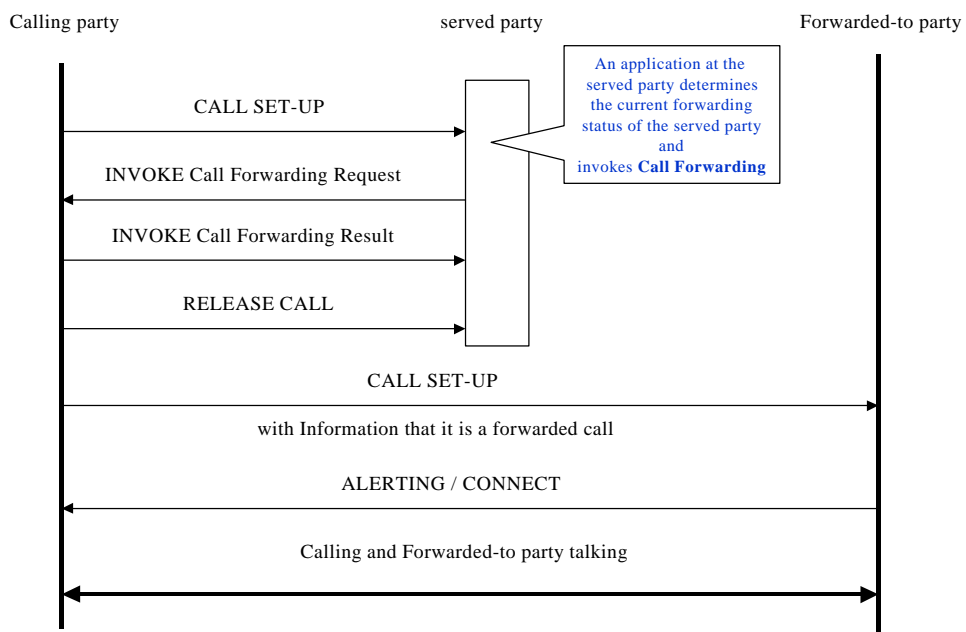 Calling party
served party
Forwarded-to party
An application at the
served party determines
the current forwarding
status of the served party
and
invokes Call Forwarding
CALL SET-UP
INVOKE Call Forwarding Request
INVOKE Call Forwarding Result
RELEASE CALL
CALL SET-UP
with Information that it is a forwarded call
ALERTING / CONNECT
Calling and Forwarded-to party talking